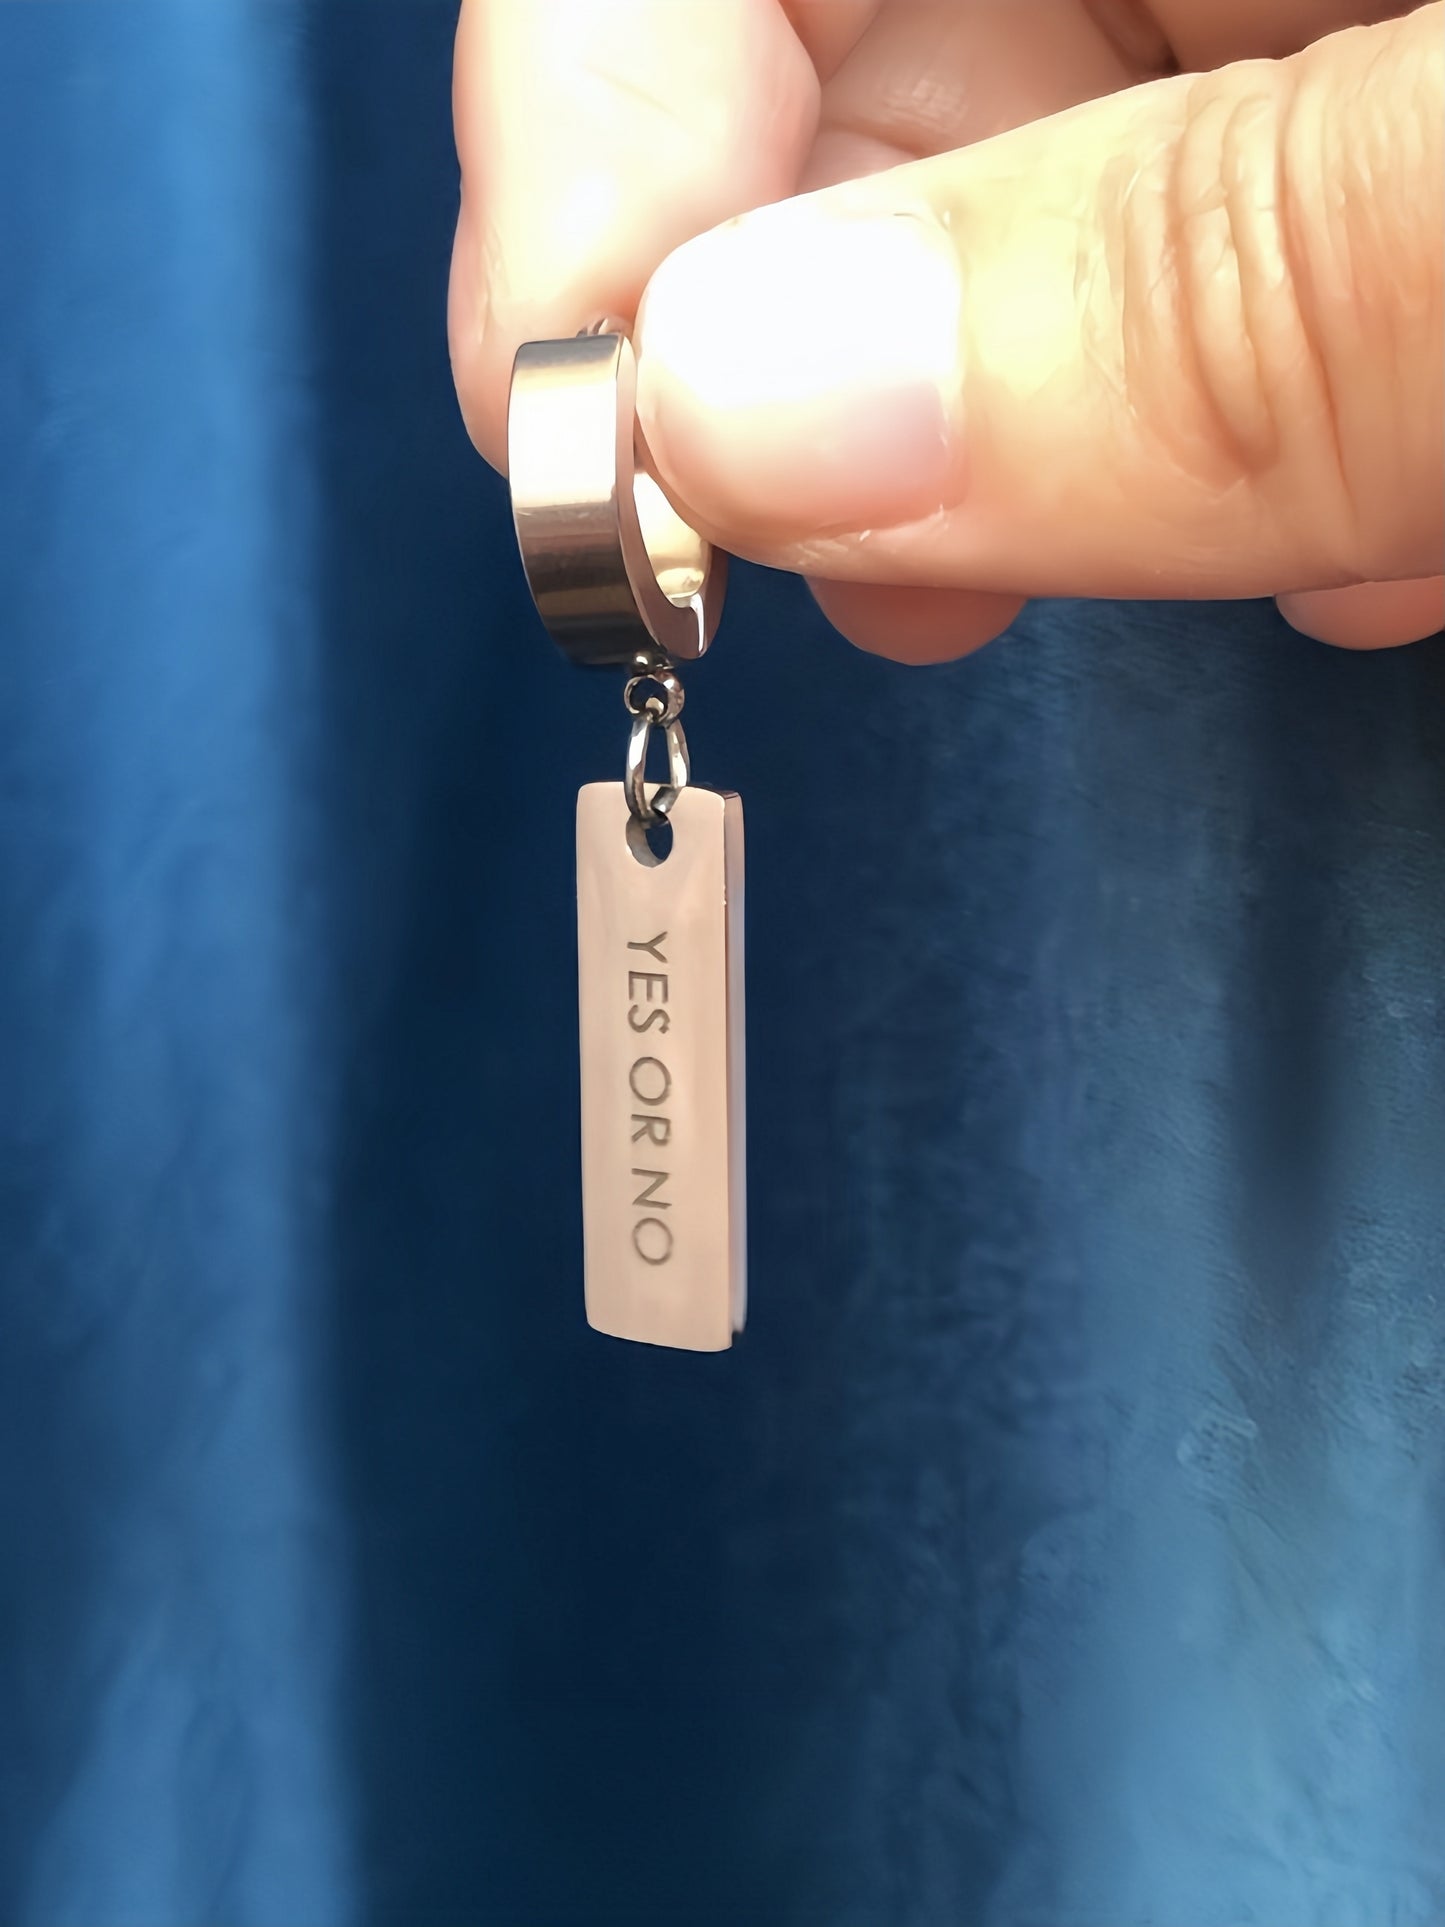 YES OR NO